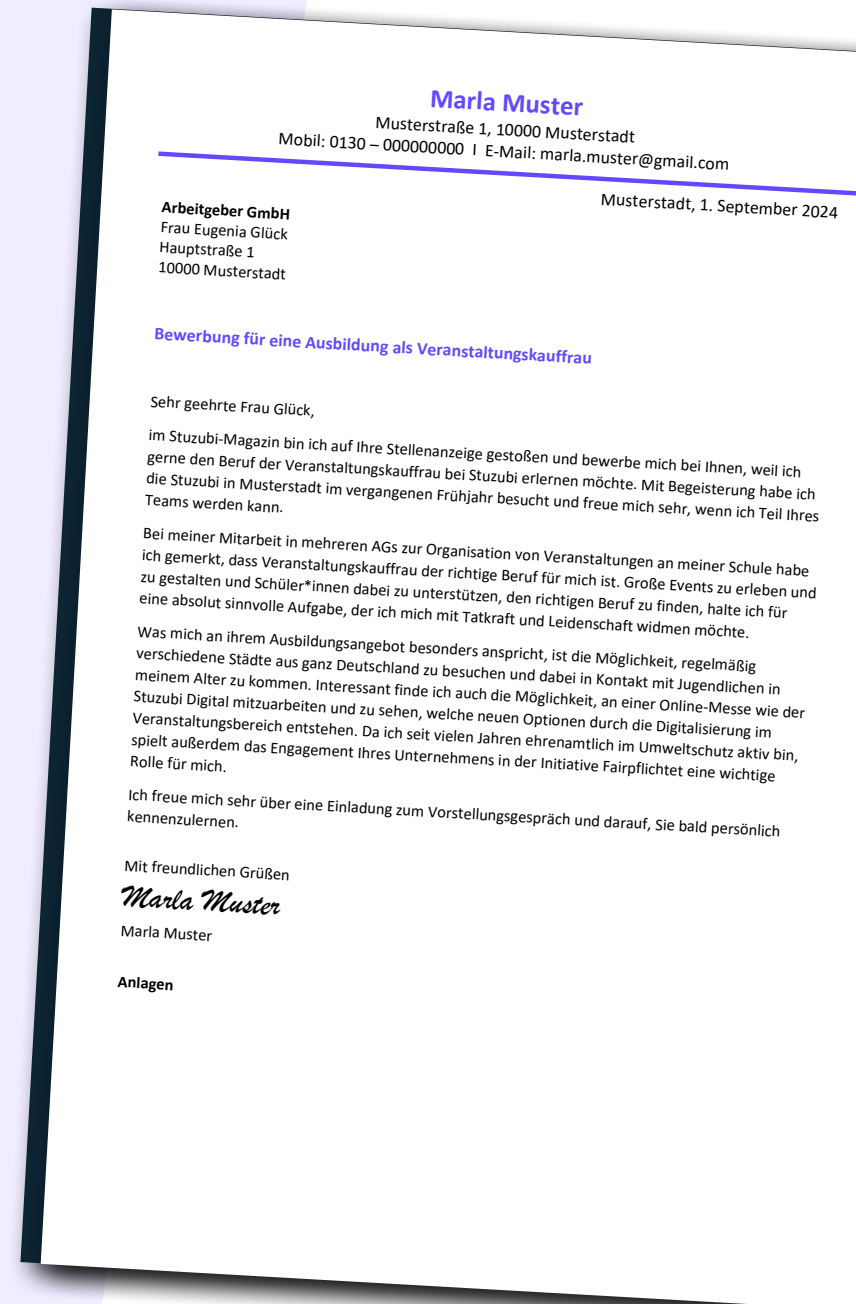 Marla Muster
Musterstraße 1, 10000 Musterstadt
Mobil: 0130 – 000000000 I E-Mail: marla.muster@gmail.com
Musterstadt, 1. September 2024
Arbeitgeber GmbH
Frau Eugenia Glück
Hauptstraße 1
10000 Musterstadt
Bewerbung für eine Ausbildung als Veranstaltungskauffrau
Sehr geehrte Frau Glück,
im Stuzubi-Magazin bin ich auf Ihre Stellenanzeige gestoßen und bewerbe mich bei Ihnen, weil ich
gerne den Beruf der Veranstaltungskauffrau bei Stuzubi erlernen möchte. Mit Begeisterung habe ich
die Stuzubi in Musterstadt im vergangenen Frühjahr besucht und freue mich sehr, wenn ich Teil Ihres
Teams werden kann.
Bei meiner Mitarbeit in mehreren AGs zur Organisation von Veranstaltungen an meiner Schule habe
ich gemerkt, dass Veranstaltungskauffrau der richtige Beruf für mich ist. Große Events zu erleben und
zu gestalten und Schüler*innen dabei zu unterstützen, den richtigen Beruf zu finden, halte ich für
eine absolut sinnvolle Aufgabe, der ich mich mit Tatkraft und Leidenschaft widmen möchte.
Was mich an ihrem Ausbildungsangebot besonders anspricht, ist die Möglichkeit, regelmäßig
verschiedene Städte aus ganz Deutschland zu besuchen und dabei in Kontakt mit Jugendlichen in
meinem Alter zu kommen. Interessant finde ich auch die Möglichkeit, an einer Online-Messe wie der
Stuzubi Digital mitzuarbeiten und zu sehen, welche neuen Optionen durch die Digitalisierung im
Veranstaltungsbereich entstehen. Da ich seit vielen Jahren ehrenamtlich im Umweltschutz aktiv bin,
spielt außerdem das Engagement Ihres Unternehmens in der Initiative Fairpflichtet eine wichtige
Rolle für mich.
Ich freue mich sehr über eine Einladung zum Vorstellungsgespräch und darauf, Sie bald persönlich
kennenzulernen.
Mit freundlichen Grüßen
Marla Muster
Marla Muster
Anlagen